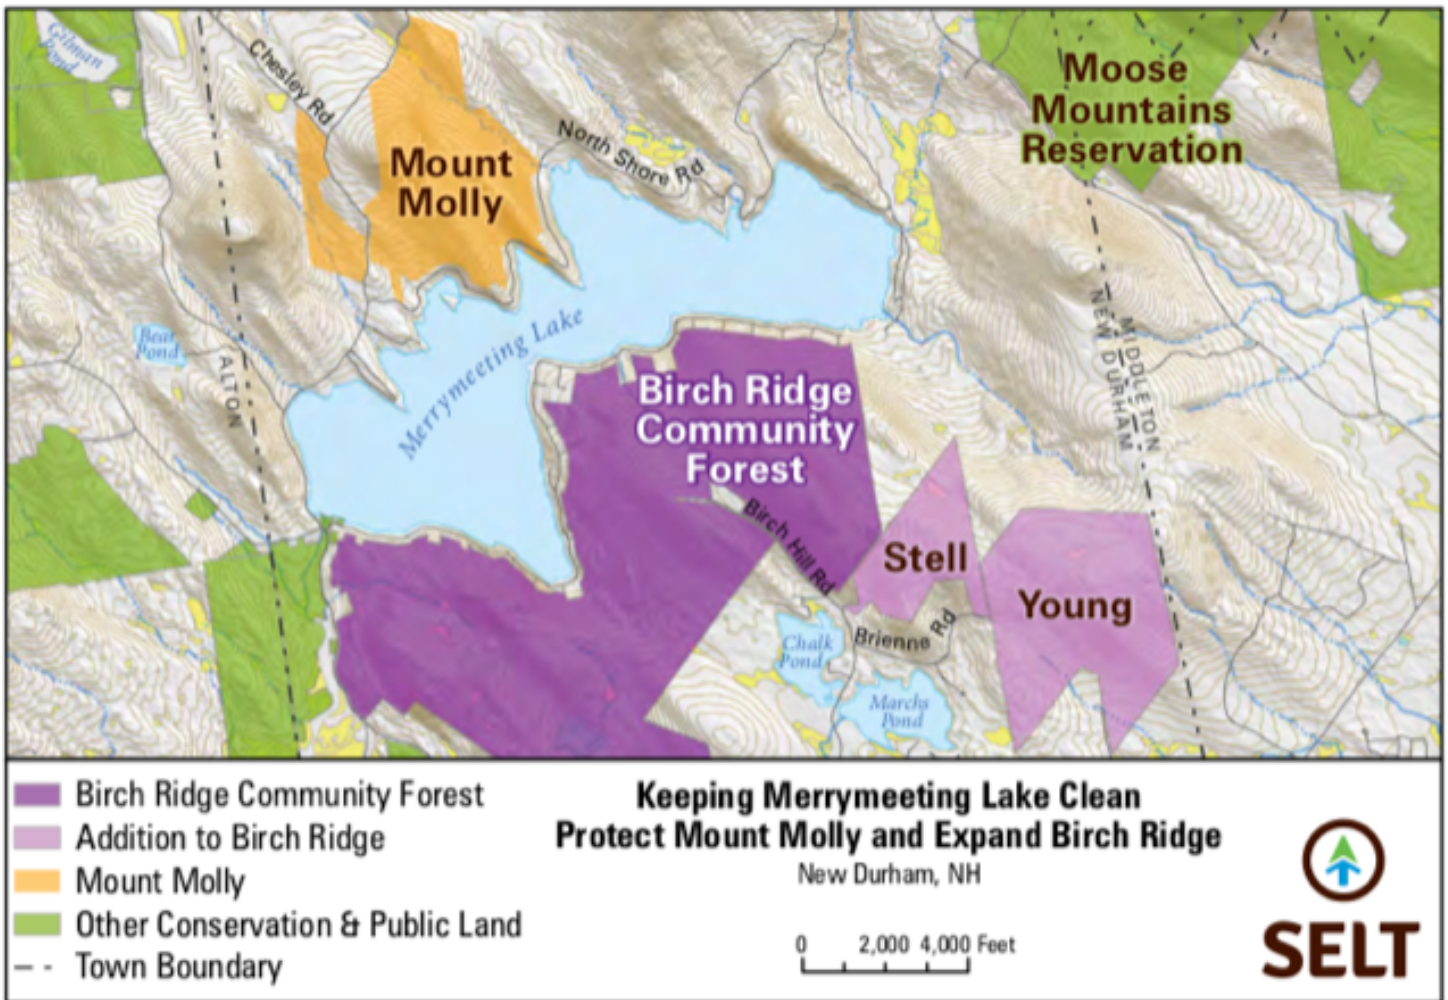 Gilman
Pond
Chesley Rd
Mount
Molly
North Shore Rd
Moose
Mountains
Reservation
Bear
Pond
ALTON
Merrymeeting Lake
MIDDLETON
NEW DURHAM
Birch Ridge
Community
Forest
Birch Hill Rd
Stell
Young
Chalk
Pond
Brienne Rd
Marchs
Pond
Birch Ridge Community Forest
Addition to Birch Ridge
Mount Molly
Other Conservation & Public Land
Town Boundary
Keeping Merrymeeting Lake Clean
Protect Mount Molly and Expand Birch Ridge
New Durham, NH
0 2,000 4,000 Feet
SELT